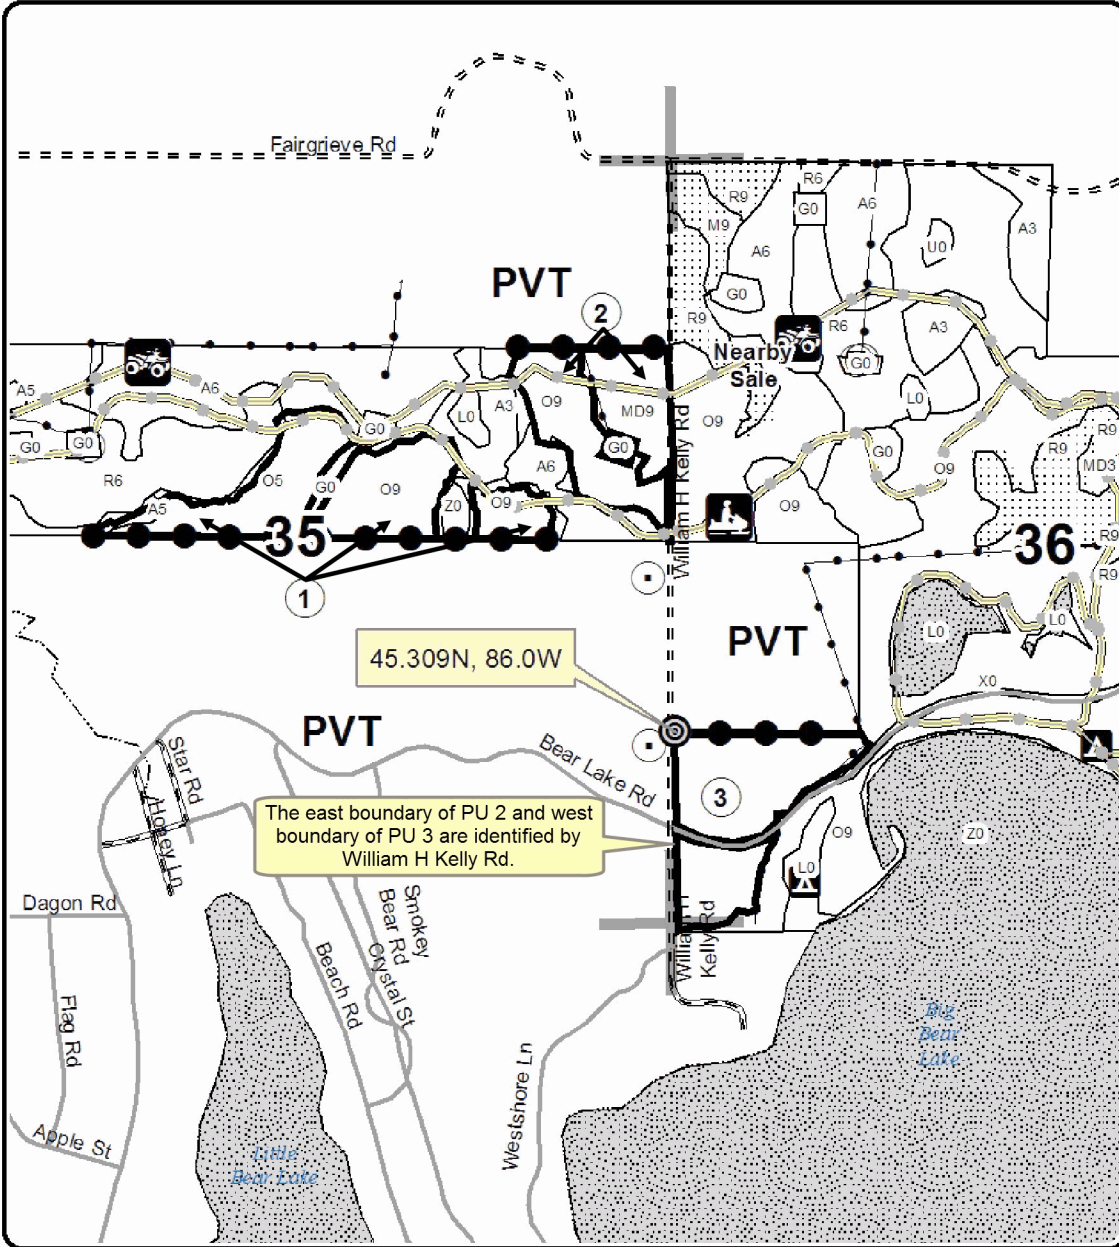 Fairgrieve Rd
R6
R9
G0
A6
M9
A3
U0
A6
PVT
G0
2
R9
R6
A3
Nearby
Sale
G0
A5
A6
L0
A3
O9
MD9
O9
L0
G0
G0
G0
G0
R9
R9
G0
O9
MD3
R6
O5
G0
O9
A6
William H Kelly Rd
A5
Z0
O9
O9
35
36
R9
R9
1
L0
L0
PVT
45.309N, 86.0W
X0
PVT
Star Rd
Bear Lake Rd
3
The east boundary of PU 2 and west
boundary of PU 3 are identified by
William H Kelly Rd.
Honey Ln
O9
Z0
L0
Dagon Rd
Smokey
Bear Rd
Crystal St
Beach Rd
William H
Kelly Rd
Flag Rd
Big
Bear
Lake
Westshore Ln
Apple St
Little
Bear Lake